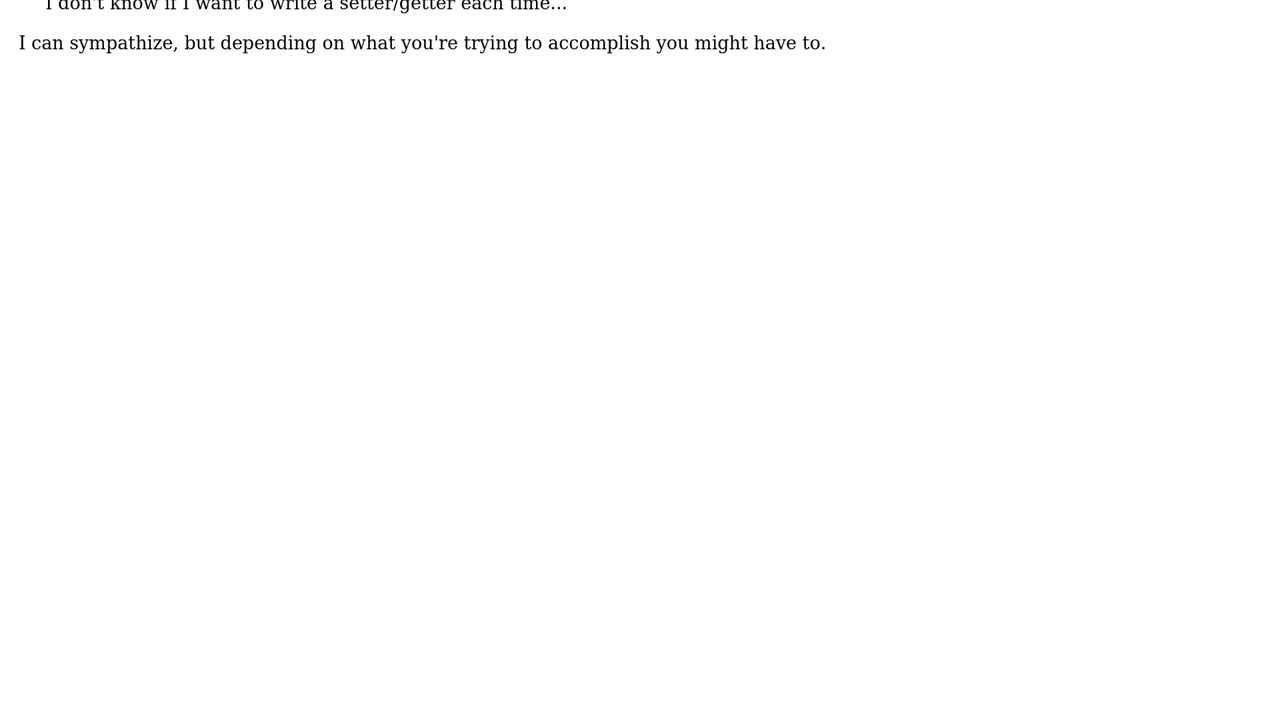 I don't know if I want to write a setter/getter each time...
I can sympathize, but depending on what you're trying to accomplish you might have to.